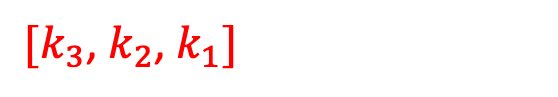 [k₃, k₂, k₁]